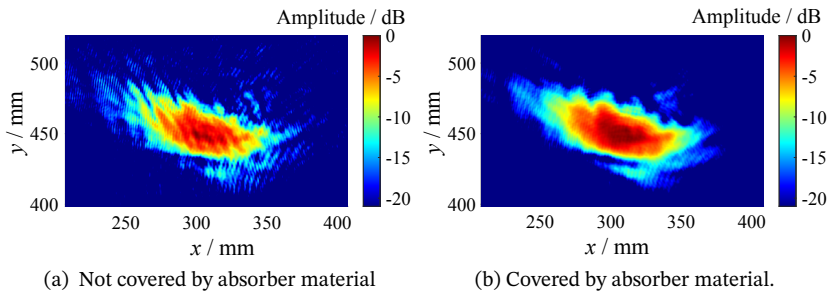 Amplitude / dB
0
-5
-10
-15
-20
500
450
400
y / mm
250 300 350 400
x / mm
(a) Not covered by absorber material
Amplitude / dB
0
-5
-10
-15
-20
500
450
400
y / mm
250 300 350 400
x / mm
(b) Covered by absorber material.